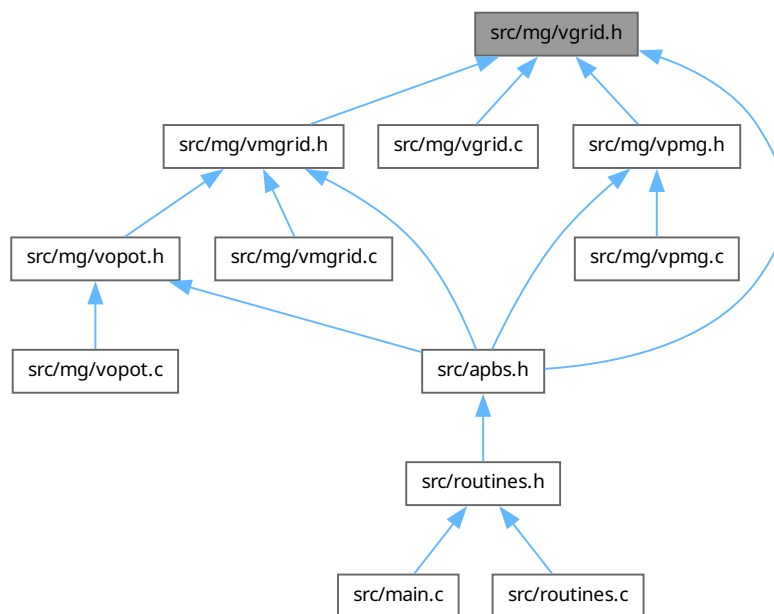 src/mg/vgrid.h
src/mg/vmgrid.h
src/mg/vgrid.c
src/mg/vpmg.h
src/mg/vopot.h
src/mg/vmgrid.c
src/mg/vpmg.c
src/mg/vopot.c
src/apbs.h
src/routines.h
src/main.c
src/routines.c